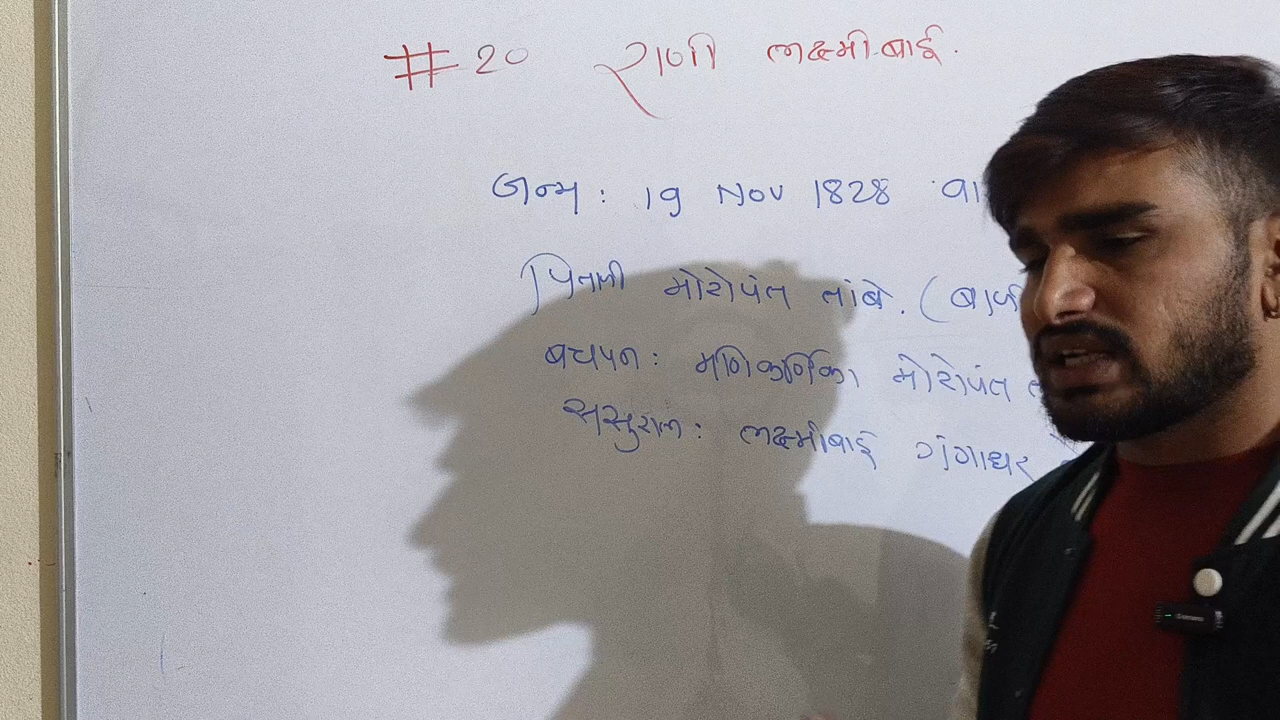 #20 राणी लक्ष्मीबाई.
जन्म : 19 Nov 1828 वा
पिताजी मोरोपंत तांबे. (
बचपन : मणिकर्णिका मोरोपंत त
ससुराल : लक्ष्मीबाई गंगाधर